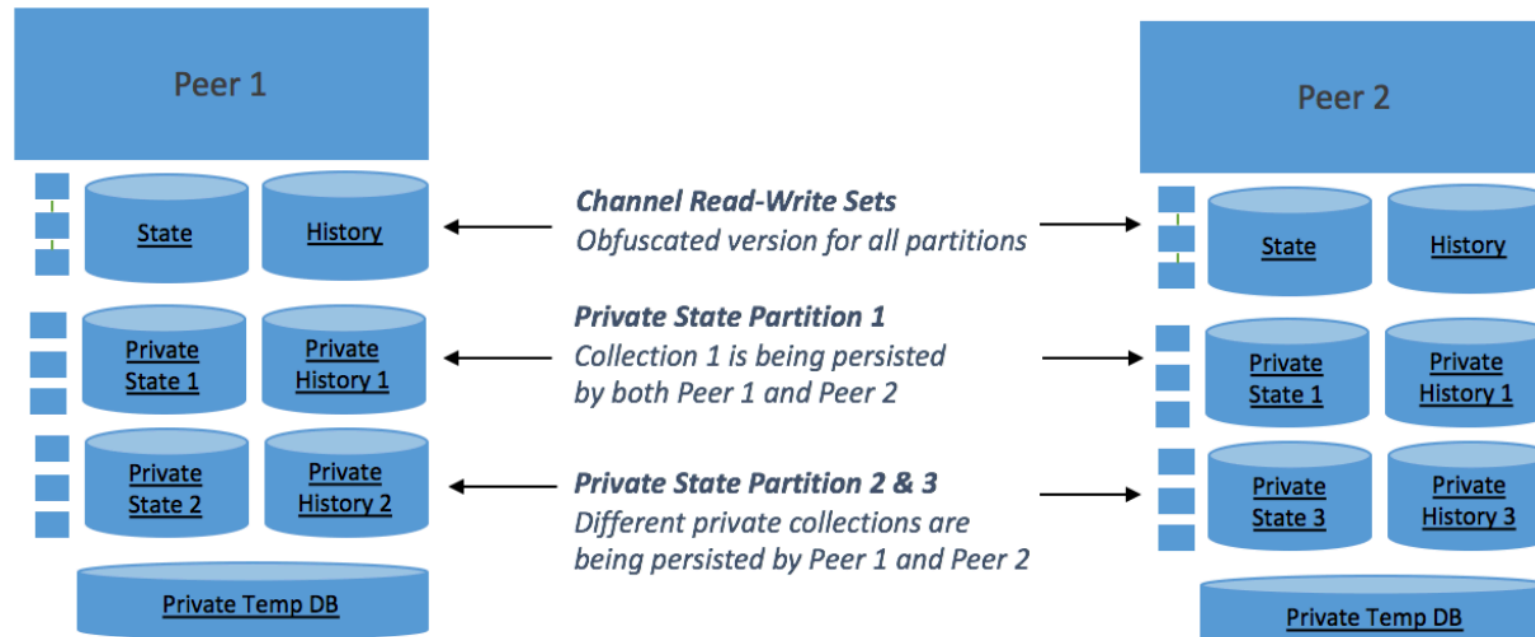 Peer 1
State
History
Private
State 1
Private
History 1
Private
State 2
Private
History 2
Private Temp DB
Channel Read-Write Sets
Obfuscated version for all partitions
Private State Partition 1
Collection 1 is being persisted
by both Peer 1 and Peer 2
Private State Partition 2 & 3
Different private collections are
being persisted by Peer 1 and Peer 2
Peer 2
State
History
Private
State 1
Private
History 1
Private
State 3
Private
History 3
Private Temp DB